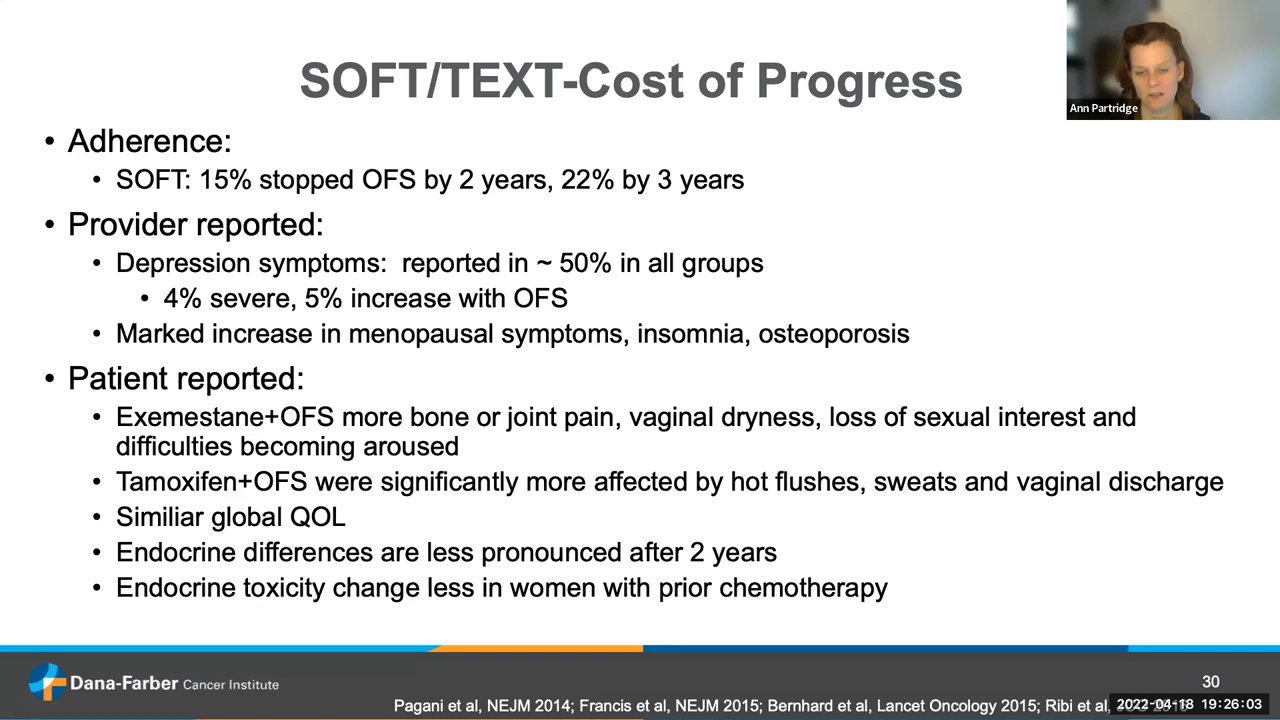 SOFT/TEXT-Cost of Progress
Ann Partridge
• Adherence:
• SOFT: 15% stopped OFS by 2 years, 22% by 3 years
• Provider reported:
• Depression symptoms: reported in ~ 50% in all groups
• 4% severe, 5% increase with OFS
• Marked increase in menopausal symptoms, insomnia, osteoporosis
• Patient reported:
• Exemestane+OFS more bone or joint pain, vaginal dryness, loss of sexual interest and
difficulties becoming aroused
• Tamoxifen+OFS were significantly more affected by hot flushes, sweats and vaginal discharge
• Similiar global QOL
• Endocrine differences are less pronounced after 2 years
• Endocrine toxicity change less in women with prior chemotherapy
Dana-Farber Cancer Institute
30
Pagani et al, NEJM 2014; Francis et al, NEJM 2015; Bernhard et al, Lancet Oncology 2015; Ribi et al,
2022-04-18 19:26:03